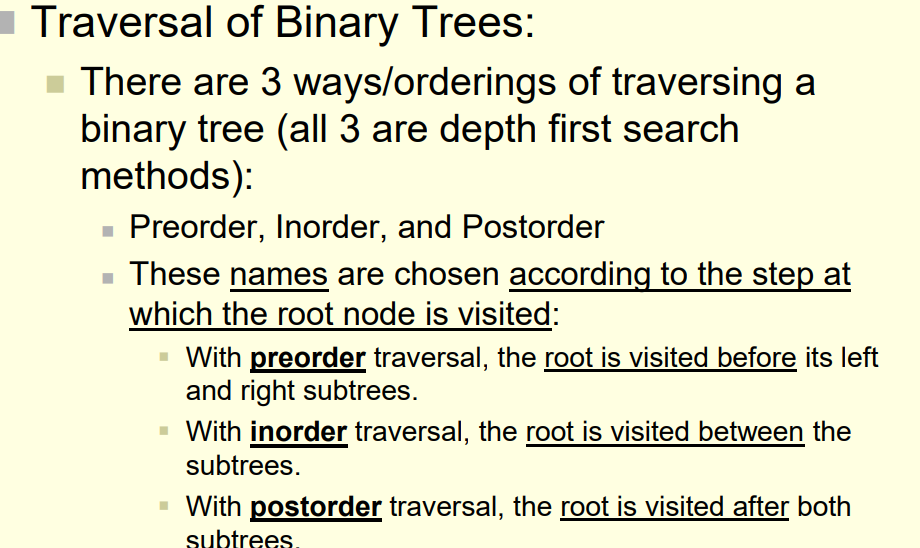 Traversal of Binary Trees:
There are 3 ways/orderings of traversing a
binary tree (all 3 are depth first search
methods):
Preorder, Inorder, and Postorder
These names are chosen according to the step at
which the root node is visited:
With preorder traversal, the root is visited before its left
and right subtrees.
With inorder traversal, the root is visited between the
subtrees.
With postorder traversal, the root is visited after both
subtrees.